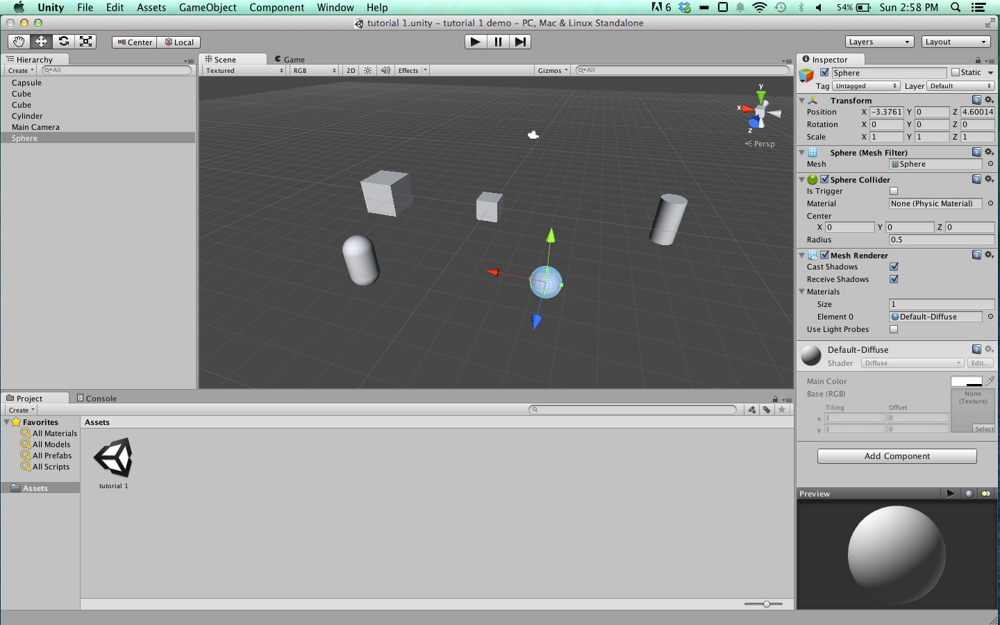 Unity File Edit Assets GameObject Component Window Help 6 54% Sun 2:58 PM
tutorial 1.unity – tutorial 1 demo – PC, Mac & Linux Standalone
Center Local Layers Layout
Hierarchy
Create All
Capsule
Cube
Cube
Cylinder
Main Camera
Sphere
Scene Game
Textured RGB 2D Effects Gizmos All
y
x
z
Persp
Inspector
Sphere Static
Tag Untagged Layer Default
Transform
Position X -3.3761 Y 0 Z 4.60014
Rotation X 0 Y 0 Z 0
Scale X 1 Y 1 Z 1
Sphere (Mesh Filter)
Mesh Sphere
Sphere Collider
Is Trigger
Material None (Physic Material)
Center
X 0 Y 0 Z 0
Radius 0.5
Mesh Renderer
Cast Shadows
Receive Shadows
Materials
Size 1
Element 0 Default-Diffuse
Use Light Probes
Default-Diffuse
Shader Diffuse Edit...
Main Color
Base (RGB) None
(Texture)
Tiling Offset
x 1 0
y 1 0 Select
Add Component
Preview
Project Console
Create
Favorites
All Materials
All Models
All Prefabs
All Scripts
Assets
Assets
tutorial 1